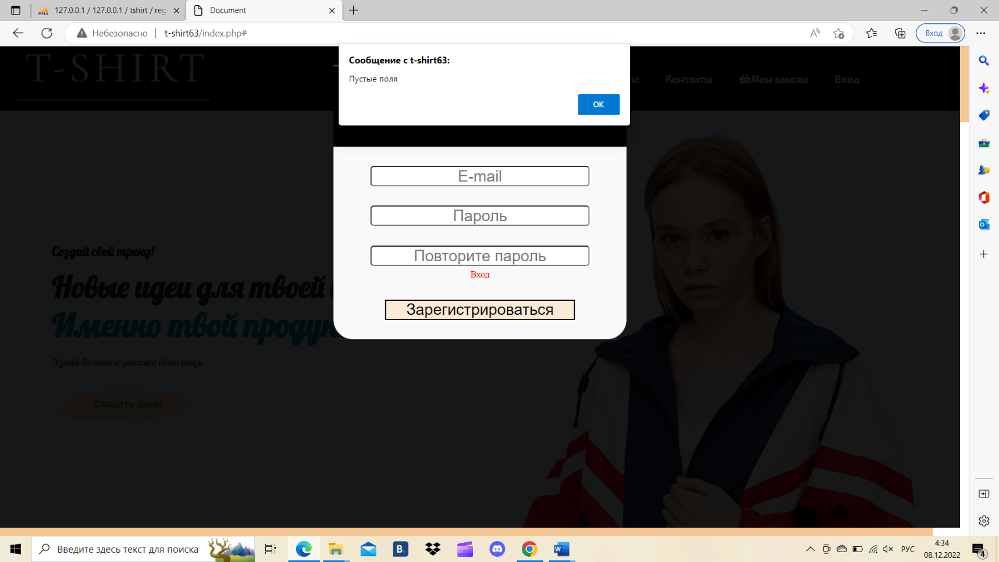 127.0.0.1 / 127.0.0.1 / tshirt / regi
Document
Небезопасно
t-shirt63/index.php#
Вход
T-SHIRT
Сообщение с t-shirt63:
Пустые поля
OK
ас
Контакты
Мои заказы
Вход
E-mail
Пароль
Повторите пароль
Вход
Зарегистрироваться
Создай свой тренд!
Новые идеи для твоей
Именно твой продук
Узнай больше и закажи свою вещь
Создать заказ
Введите здесь текст для поиска
РУС
4:34
08.12.2022
4